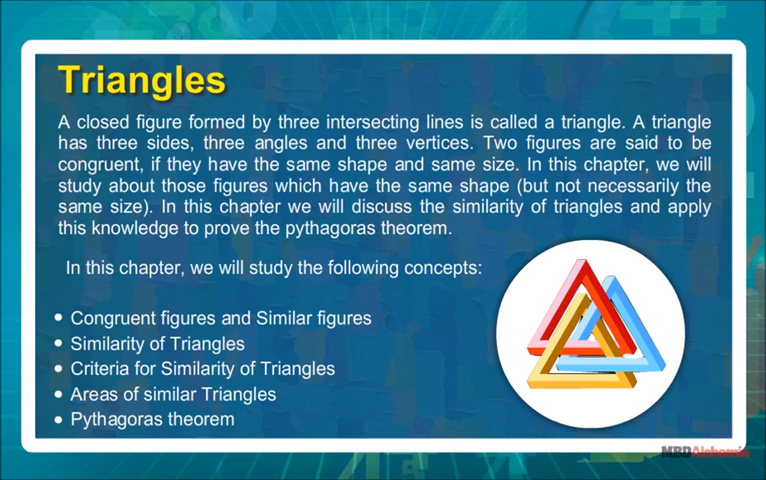 Triangles
A closed figure formed by three intersecting lines is called a triangle. A triangle
has three sides, three angles and three vertices. Two figures are said to be
congruent, if they have the same shape and same size. In this chapter, we will
study about those figures which have the same shape (but not necessarily the
same size). In this chapter we will discuss the similarity of triangles and apply
this knowledge to prove the pythagoras theorem.
In this chapter, we will study the following concepts:
• Congruent figures and Similar figures
• Similarity of Triangles
• Criteria for Similarity of Triangles
• Areas of similar Triangles
• Pythagoras theorem
MBDAlchemie